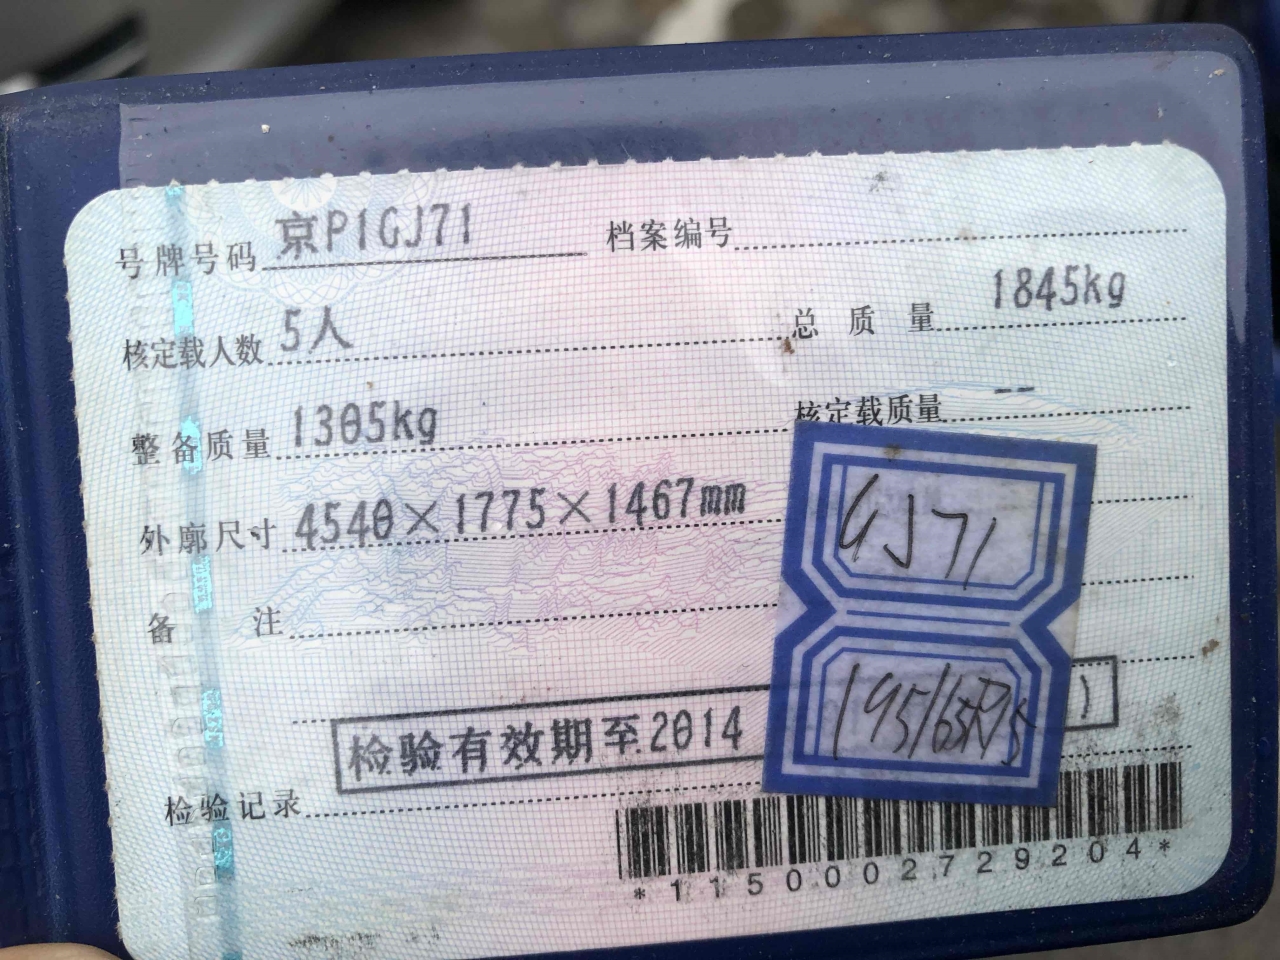 号牌号码 京P1GJ71 档案编号
核定载人数 5人 总质量 1845kg
整备质量 1305kg 核定载质量 --
外廓尺寸 4540×1775×1467mm
GJ71
备注
195/65R15
检验有效期至2014
检验记录
*1150002729204*